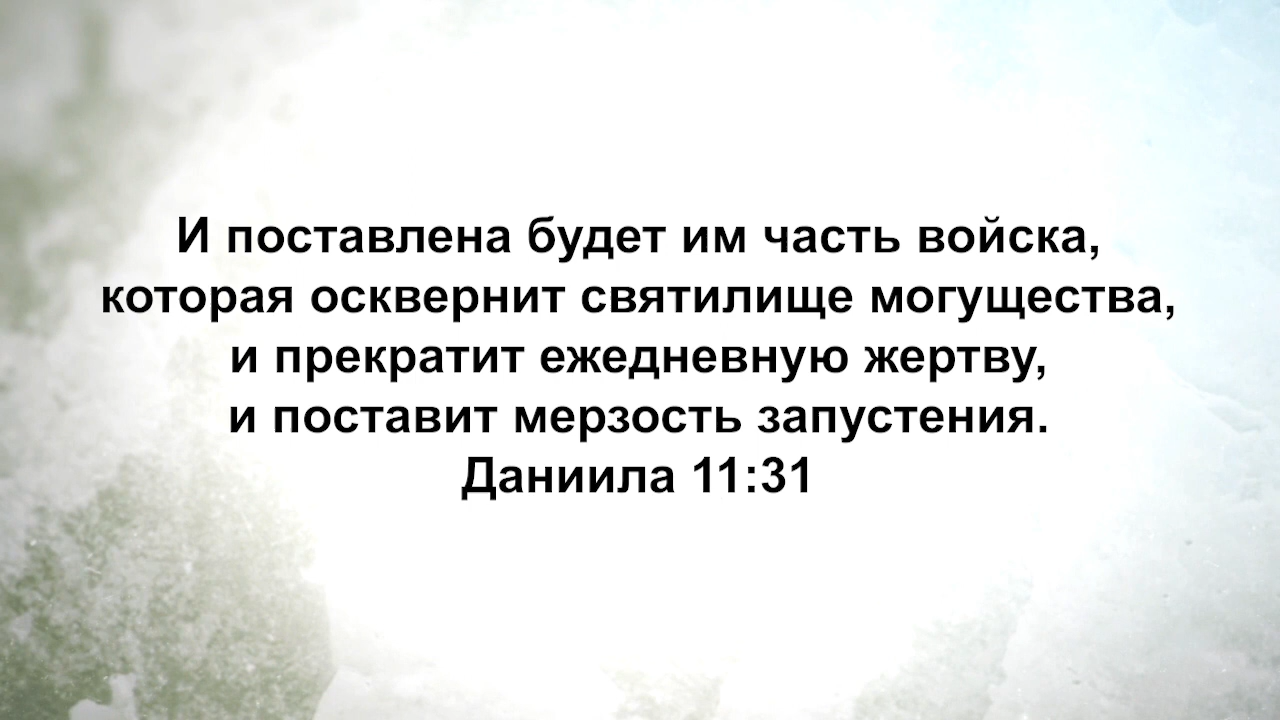 И поставлена будет им часть войска,
которая осквернит святилище могущества,
и прекратит ежедневную жертву,
и поставит мерзость запустения.
Даниила 11:31